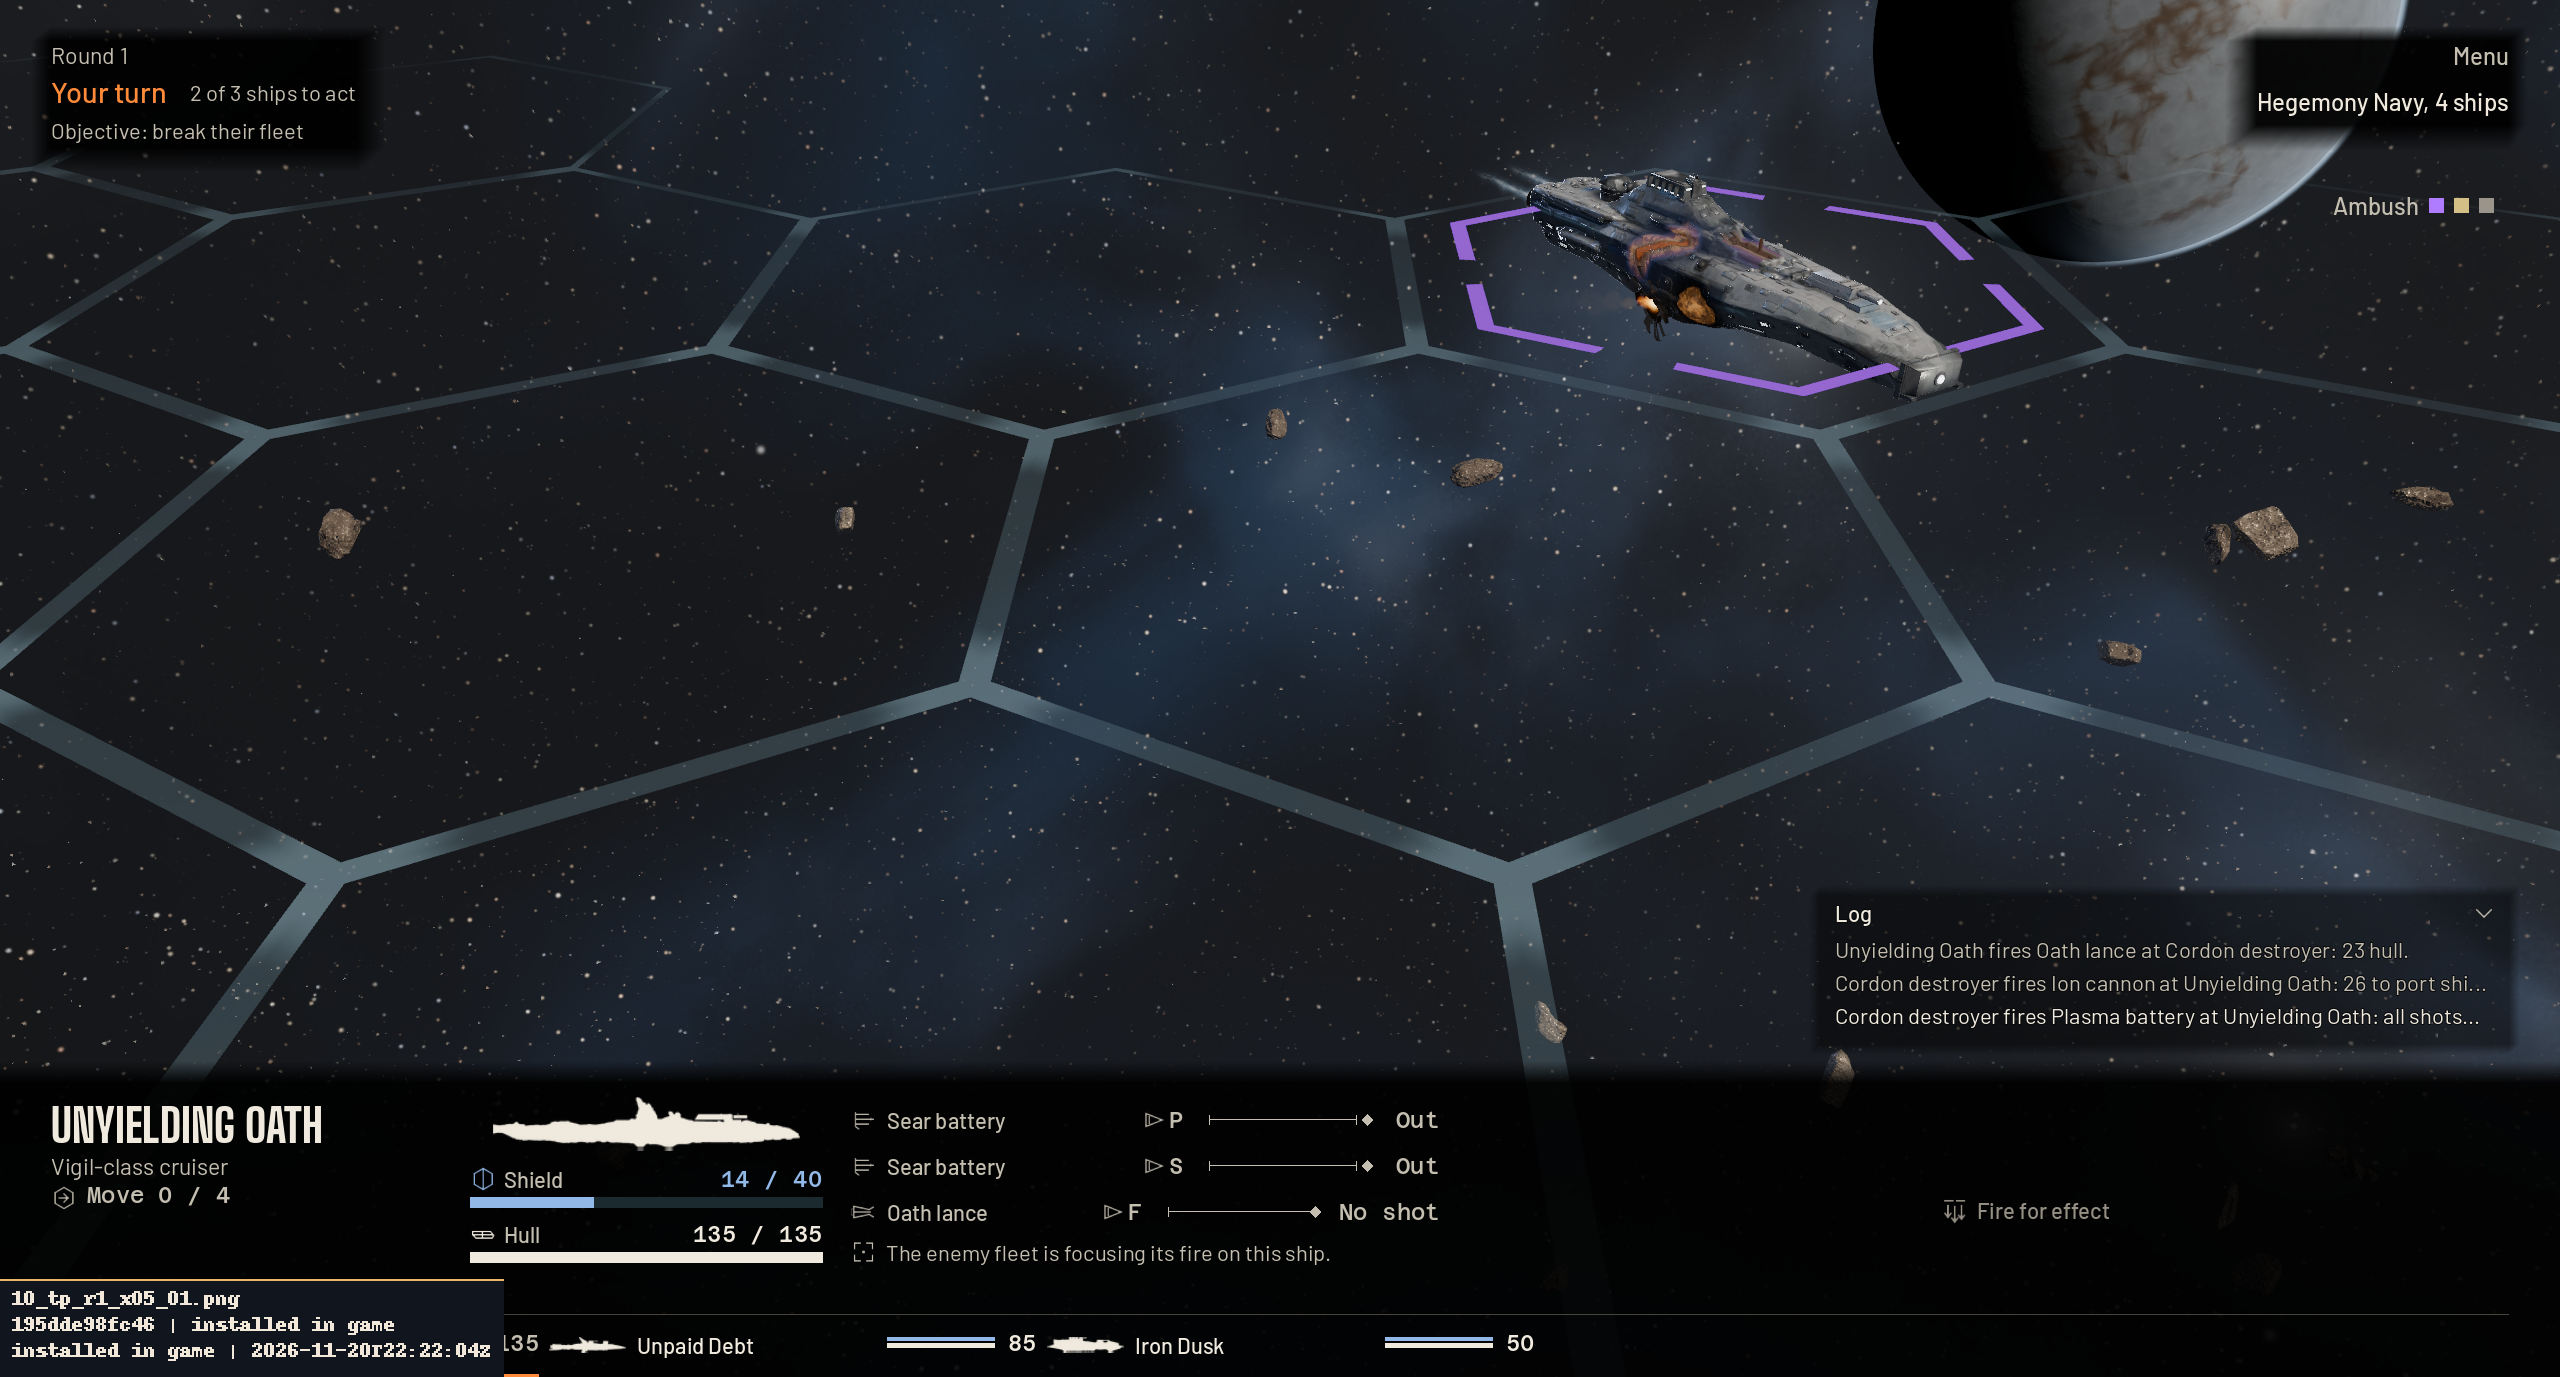 Round 1
Your turn 2 of 3 ships to act
Objective: break their fleet
Menu
Hegemony Navy, 4 ships
Ambush
Log
Unyielding Oath fires Oath lance at Cordon destroyer: 23 hull.
Cordon destroyer fires Ion cannon at Unyielding Oath: 26 to port shi...
Cordon destroyer fires Plasma battery at Unyielding Oath: all shots...
UNYIELDING OATH
Vigil-class cruiser
Move 0 / 4
Shield 14 / 40
Hull 135 / 135
Sear battery P Out
Sear battery S Out
Oath lance F No shot
The enemy fleet is focusing its fire on this ship.
Fire for effect
10_tp_r1_x05_01.png
195dde98fc46 | installed in game
installed in game | 2026-11-20T22:22:04Z
135 Unpaid Debt 85 Iron Dusk 50